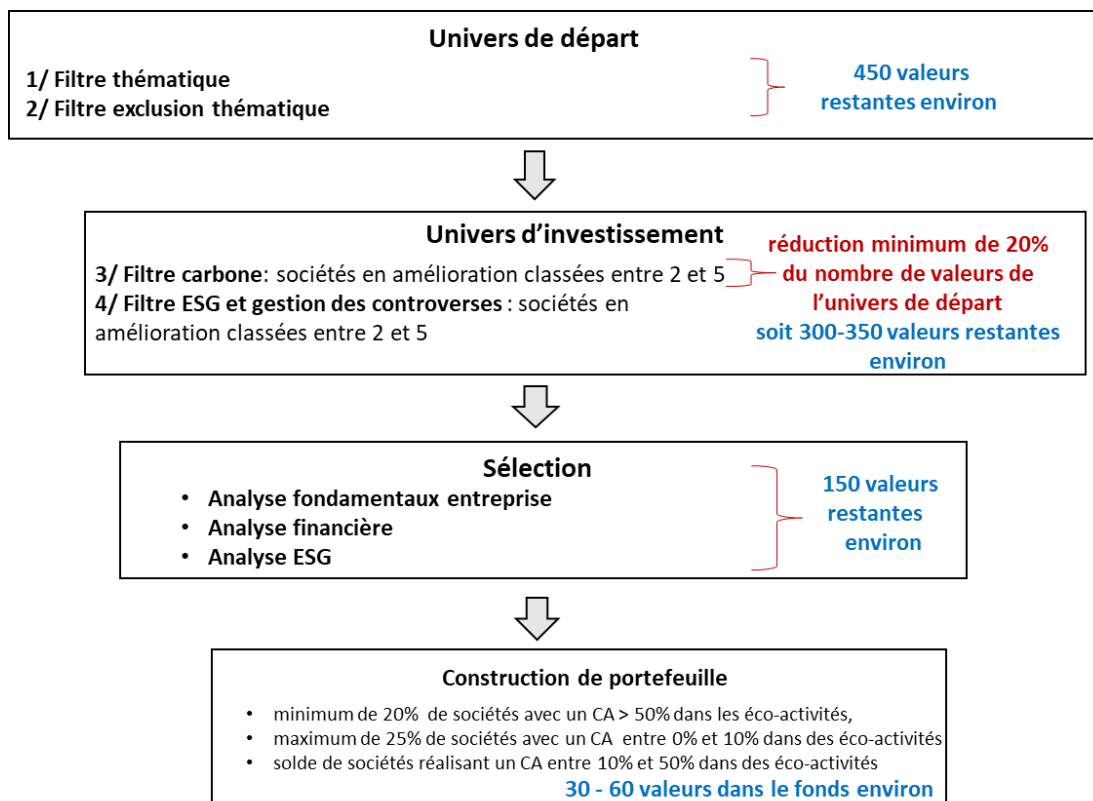 Univers de départ
1/ Filtre thématique
2/ Filtre exclusion thématique
450 valeurs
restantes environ
Univers d'investissement
3/ Filtre carbone: sociétés en amélioration classées entre 2 et 5
4/ Filtre ESG et gestion des controverses : sociétés en
amélioration classées entre 2 et 5
réduction minimum de 20%
du nombre de valeurs de
l'univers de départ
soit 300-350 valeurs restantes
environ
Sélection
• Analyse fondamentaux entreprise
• Analyse financière
• Analyse ESG
150 valeurs
restantes
environ
Construction de portefeuille
• minimum de 20% de sociétés avec un CA > 50% dans les éco-activités,
• maximum de 25% de sociétés avec un CA entre 0% et 10% dans des éco-activités
• solde de sociétés réalisant un CA entre 10% et 50% dans des éco-activités
30 - 60 valeurs dans le fonds environ